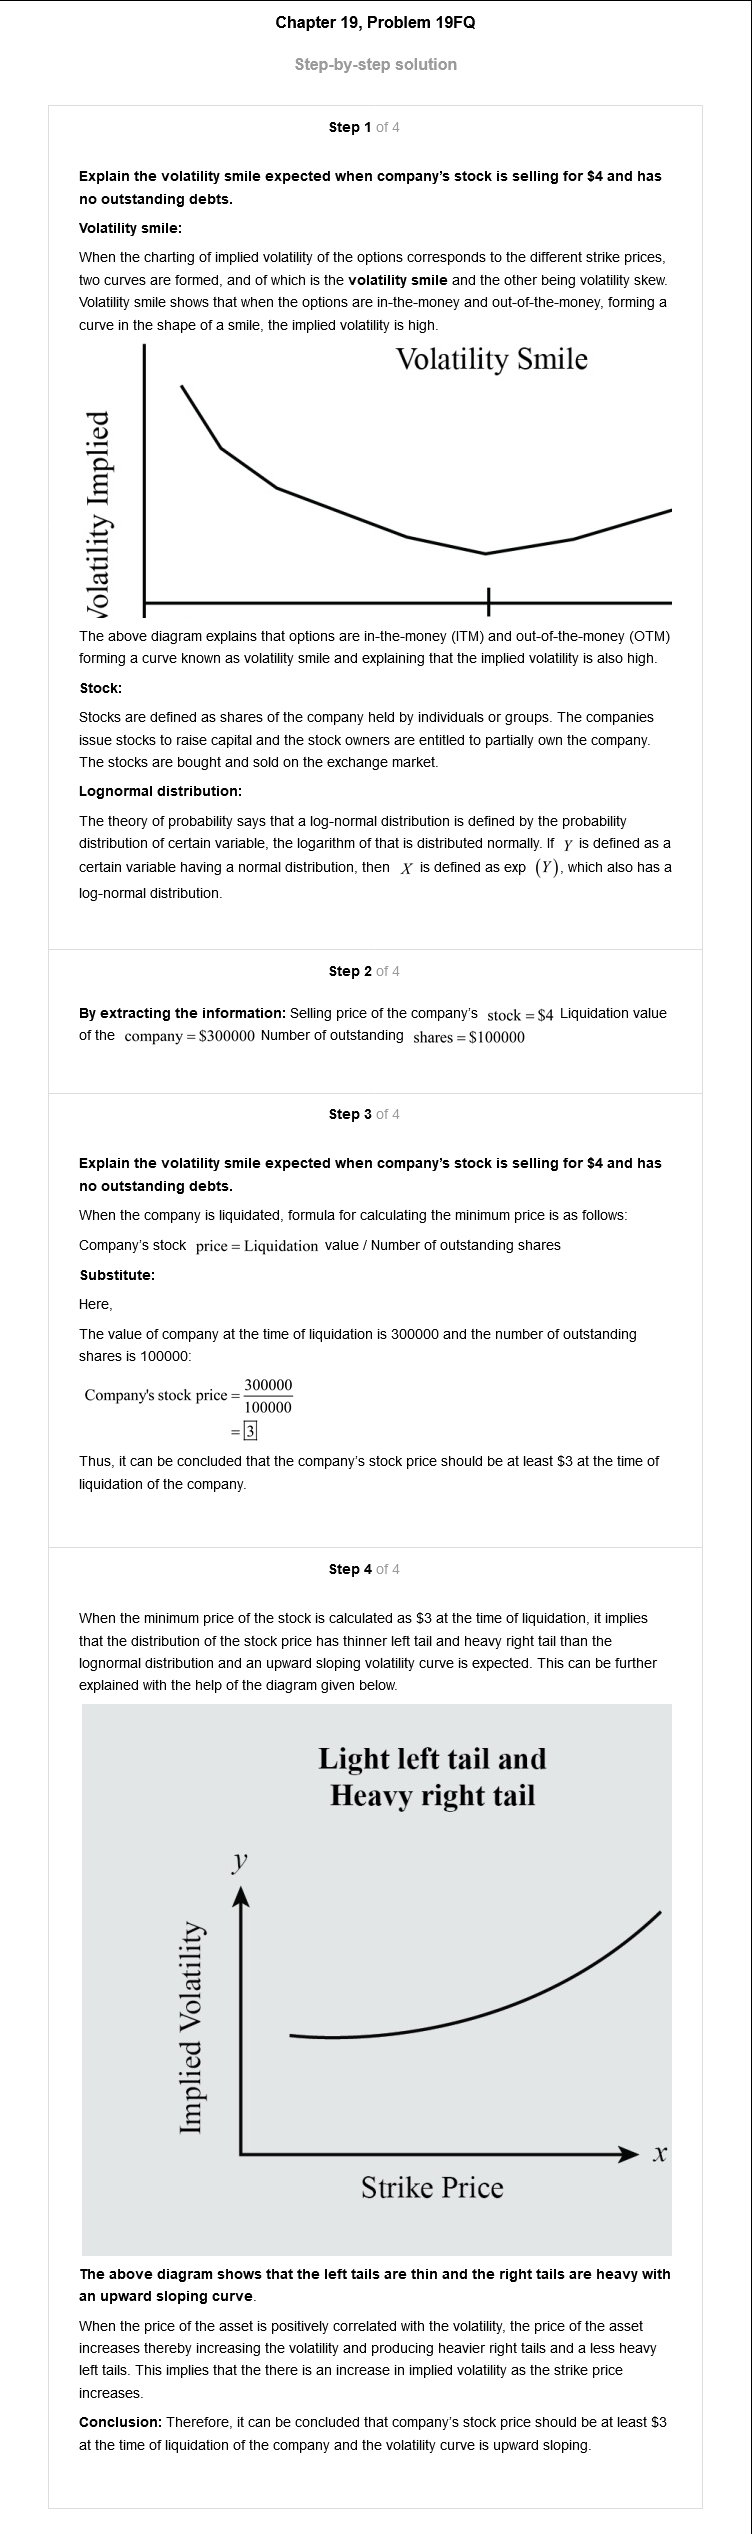 Chapter 19, Problem 19FQ
Step-by-step solution
Step 1 of 4
Explain the volatility smile expected when company's stock is selling for $4 and has
no outstanding debts.
Volatility smile:
When the charting of implied volatility of the options corresponds to the different strike prices,
two curves are formed, and of which is the volatility smile and the other being volatility skew.
Volatility smile shows that when the options are in-the-money and out-of-the-money, forming a
curve in the shape of a smile, the implied volatility is high.
Volatility Smile
Volatility Implied
The above diagram explains that options are in-the-money (ITM) and out-of-the-money (OTM)
forming a curve known as volatility smile and explaining that the implied volatility is also high.
Stock:
Stocks are defined as shares of the company held by individuals or groups. The companies
issue stocks to raise capital and the stock owners are entitled to partially own the company.
The stocks are bought and sold on the exchange market.
Lognormal distribution:
The theory of probability says that a log-normal distribution is defined by the probability
distribution of certain variable, the logarithm of that is distributed normally. If Y is defined as a
certain variable having a normal distribution, then X is defined as exp (Y), which also has a
log-normal distribution.
Step 2 of 4
By extracting the information: Selling price of the company's stock = $4 Liquidation value
of the company = $300000 Number of outstanding shares = $100000
Step 3 of 4
Explain the volatility smile expected when company's stock is selling for $4 and has
no outstanding debts.
When the company is liquidated, formula for calculating the minimum price is as follows:
Company's stock price = Liquidation value / Number of outstanding shares
Substitute:
Here,
The value of company at the time of liquidation is 300000 and the number of outstanding
shares is 100000:
Company's stock price = 300000
100000
= 3
Thus, it can be concluded that the company's stock price should be at least $3 at the time of
liquidation of the company.
Step 4 of 4
When the minimum price of the stock is calculated as $3 at the time of liquidation, it implies
that the distribution of the stock price has thinner left tail and heavy right tail than the
lognormal distribution and an upward sloping volatility curve is expected. This can be further
explained with the help of the diagram given below.
Light left tail and
Heavy right tail
y
Implied Volatility
x
Strike Price
The above diagram shows that the left tails are thin and the right tails are heavy with
an upward sloping curve.
When the price of the asset is positively correlated with the volatility, the price of the asset
increases thereby increasing the volatility and producing heavier right tails and a less heavy
left tails. This implies that the there is an increase in implied volatility as the strike price
increases.
Conclusion: Therefore, it can be concluded that company's stock price should be at least $3
at the time of liquidation of the company and the volatility curve is upward sloping.